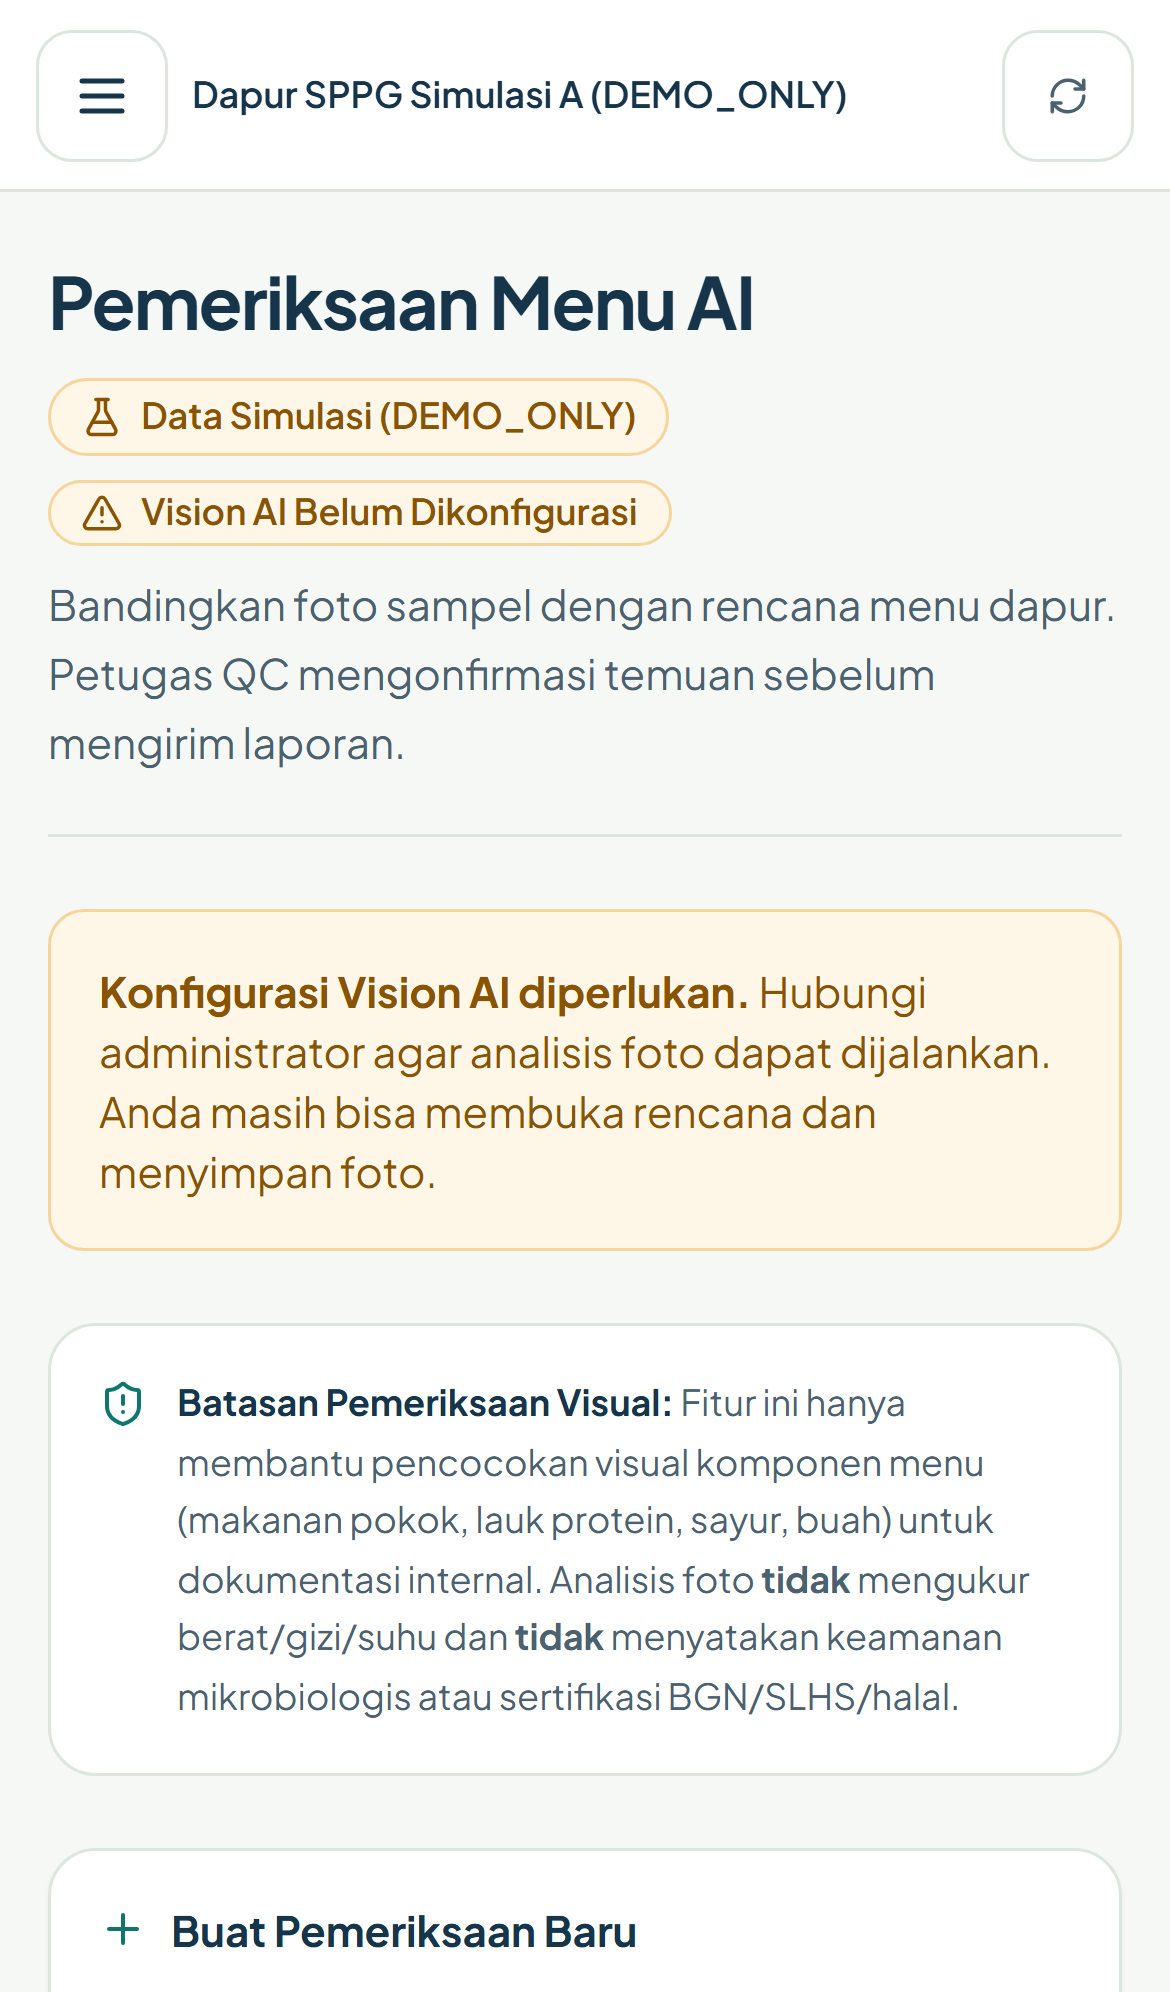 Dapur SPPG Simulasi A (DEMO_ONLY)
Pemeriksaan Menu AI
Data Simulasi (DEMO_ONLY)
Vision AI Belum Dikonfigurasi
Bandingkan foto sampel dengan rencana menu dapur.
Petugas QC mengonfirmasi temuan sebelum
mengirim laporan.
Konfigurasi Vision AI diperlukan. Hubungi
administrator agar analisis foto dapat dijalankan.
Anda masih bisa membuka rencana dan
menyimpan foto.
Batasan Pemeriksaan Visual: Fitur ini hanya
membantu pencocokan visual komponen menu
(makanan pokok, lauk protein, sayur, buah) untuk
dokumentasi internal. Analisis foto tidak mengukur
berat/gizi/suhu dan tidak menyatakan keamanan
mikrobiologis atau sertifikasi BGN/SLHS/halal.
Buat Pemeriksaan Baru